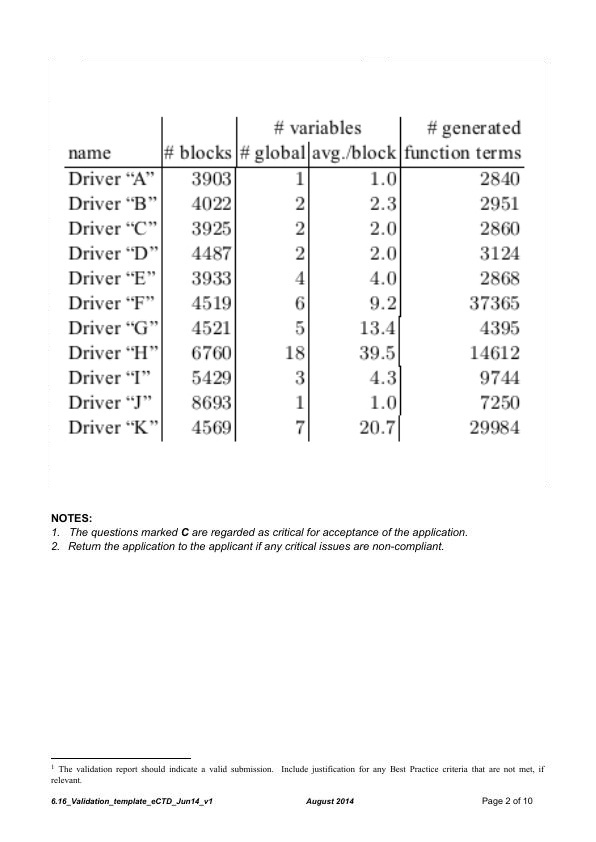 # variables # generated
name # blocks # global avg./block function terms
Driver “A” 3903 1 1.0 2840
Driver “B” 4022 2 2.3 2951
Driver “C” 3925 2 2.0 2860
Driver “D” 4487 2 2.0 3124
Driver “E” 3933 4 4.0 2868
Driver “F” 4519 6 9.2 37365
Driver “G” 4521 5 13.4 4395
Driver “H” 6760 18 39.5 14612
Driver “I” 5429 3 4.3 9744
Driver “J” 8693 1 1.0 7250
Driver “K” 4569 7 20.7 29984
NOTES:
1. The questions marked C are regarded as critical for acceptance of the application.
2. Return the application to the applicant if any critical issues are non-compliant.
1 The validation report should indicate a valid submission. Include justification for any Best Practice criteria that are not met, if
relevant.
6.16_Validation_template_eCTD_Jun14_v1 August 2014 Page 2 of 10